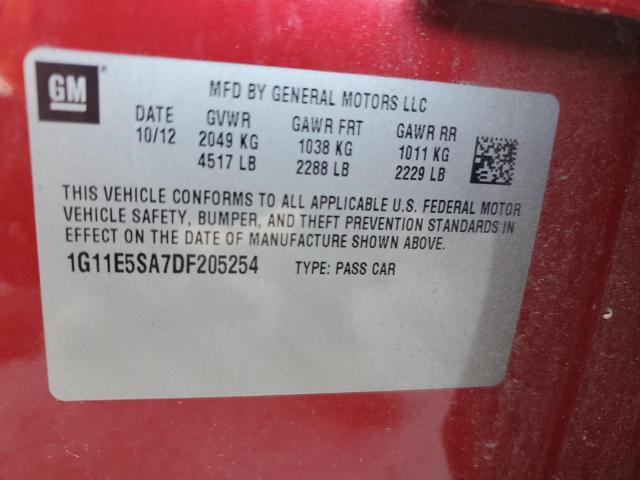 GM
MFD BY GENERAL MOTORS LLC
DATE GVWR GAWR FRT GAWR RR
10/12 2049 KG 1038 KG 1011 KG
4517 LB 2288 LB 2229 LB
THIS VEHICLE CONFORMS TO ALL APPLICABLE U.S. FEDERAL MOTOR
VEHICLE SAFETY, BUMPER, AND THEFT PREVENTION STANDARDS IN
EFFECT ON THE DATE OF MANUFACTURE SHOWN ABOVE.
1G11E5SA7DF205254 TYPE: PASS CAR